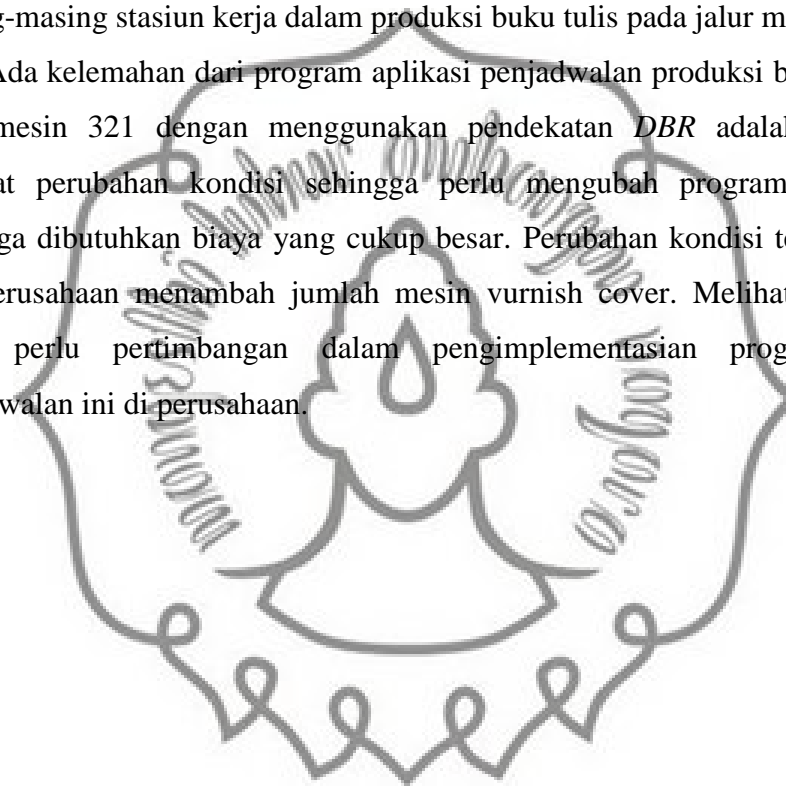 g-masing stasiun kerja dalam produksi buku tulis pada jalur m
Ada kelemahan dari program aplikasi penjadwalan produksi b
mesin 321 dengan menggunakan pendekatan DBR adala
at perubahan kondisi sehingga perlu mengubah program
ga dibutuhkan biaya yang cukup besar. Perubahan kondisi te
erusahaan menambah jumlah mesin vurnish cover. Melihat
perlu pertimbangan dalam pengimplementasian prog
walan ini di perusahaan.